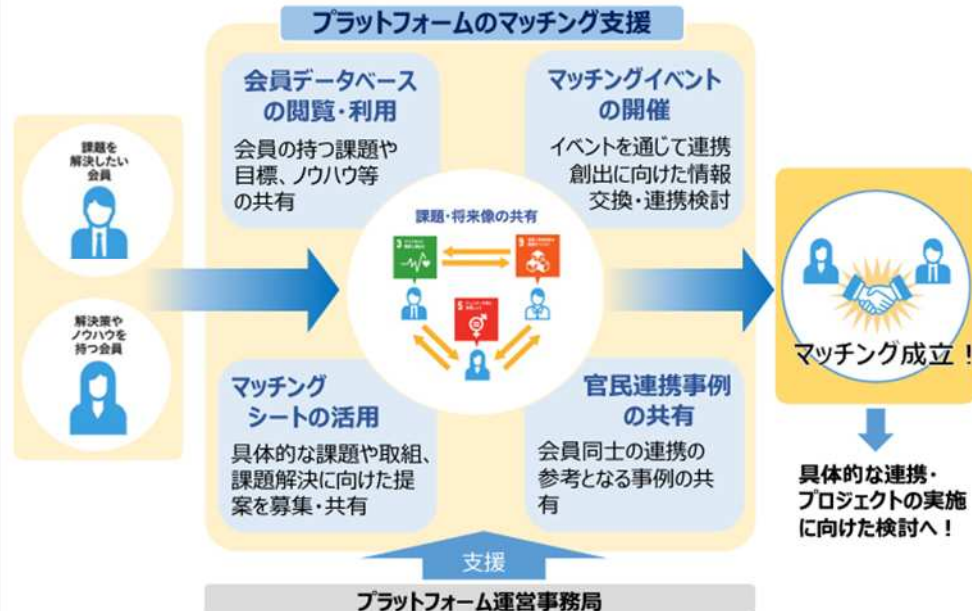 プラットフォームのマッチング支援
課題を
解決したい
会員
解決策や
ノウハウを
持つ会員
会員データベース
の閲覧・利用
会員の持つ課題や
目標、ノウハウ等
の共有
マッチングイベント
の開催
イベントを通じて連携
創出に向けた情報
交換・連携検討
課題・将来像の共有
3
9
5
マッチング
シートの活用
具体的な課題や取組、
課題解決に向けた提
案を募集・共有
官民連携事例
の共有
会員同士の連携の
参考となる事例の共
有
マッチング成立！
具体的な連携・
プロジェクトの実施
に向けた検討へ！
支援
プラットフォーム運営事務局